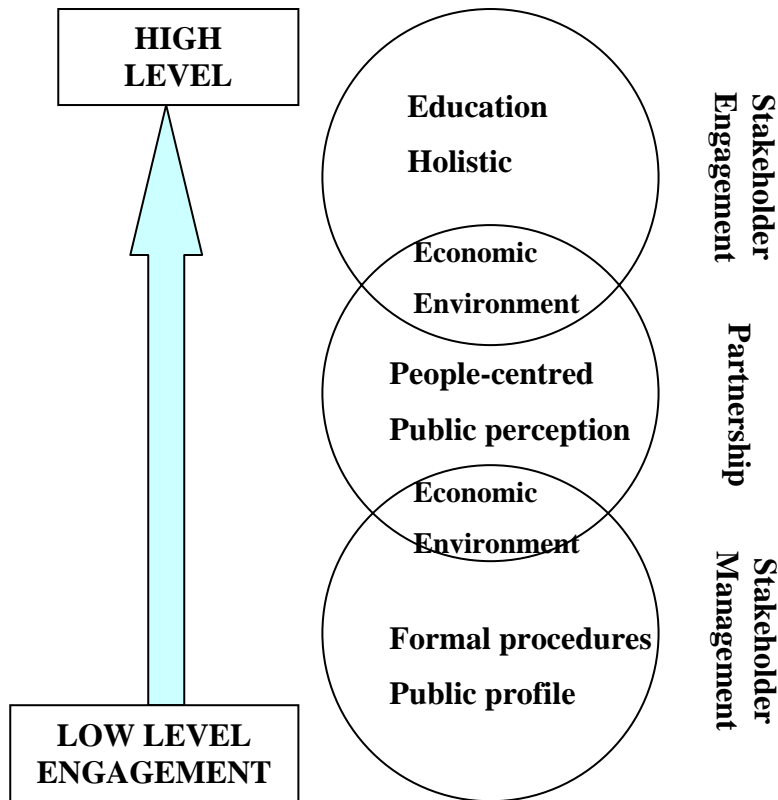 HIGH
LEVEL
Education
Holistic
Stakeholder
Engagement
Economic
Environment
People-centred
Public perception
Partnership
Economic
Environment
Formal procedures
Public profile
Stakeholder
Management
LOW LEVEL
ENGAGEMENT